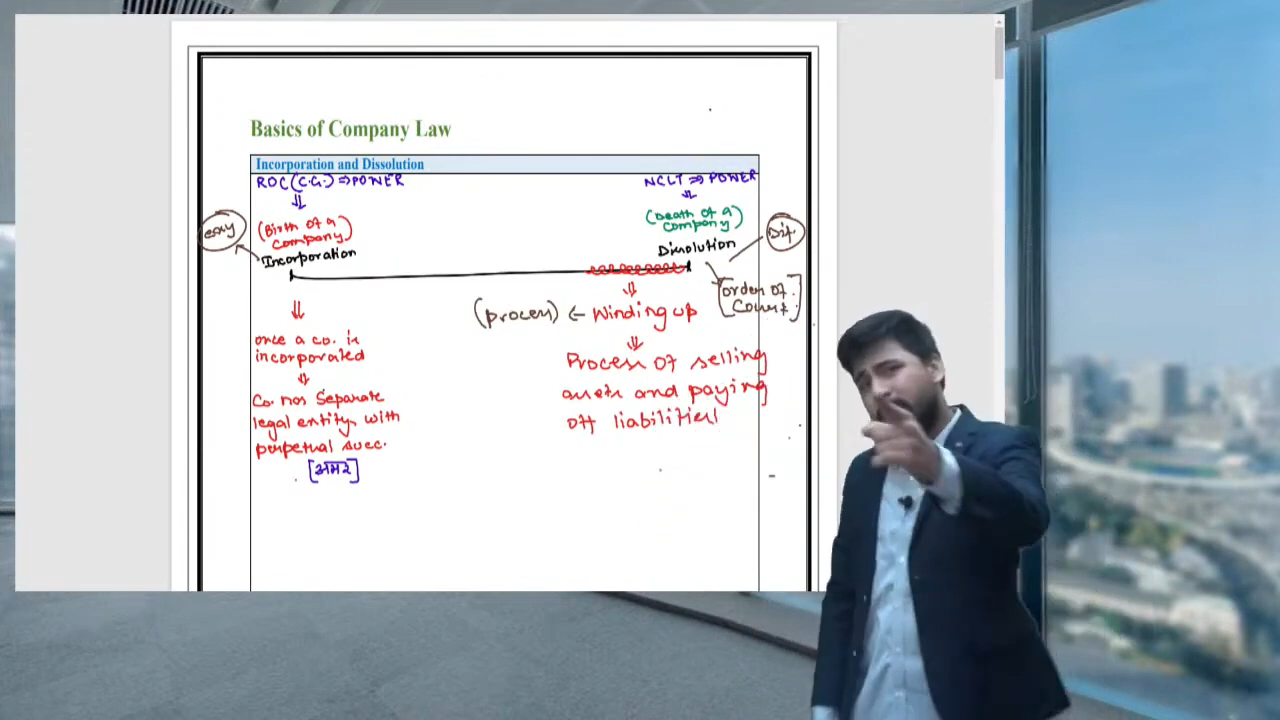 Basics of Company Law
Incorporation and Dissolution
ROC (C.G.) ⇒ POWER
(Birth of a
company)
easy
Incorporation
once a co. is
incorporated
Co. has separate
legal entity with
perpetual succ.
[अमर]
NCLT ⇒ POWER
(Death of a
company)
Dissolution
Dif.
[order of
Court]
(process) ← Winding up
Process of selling
assets and paying
off liabilities